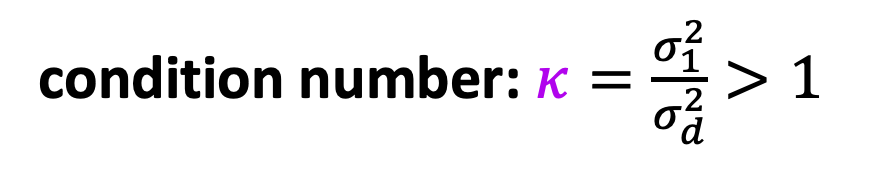 condition number: κ = σ₁² / σ_d² > 1